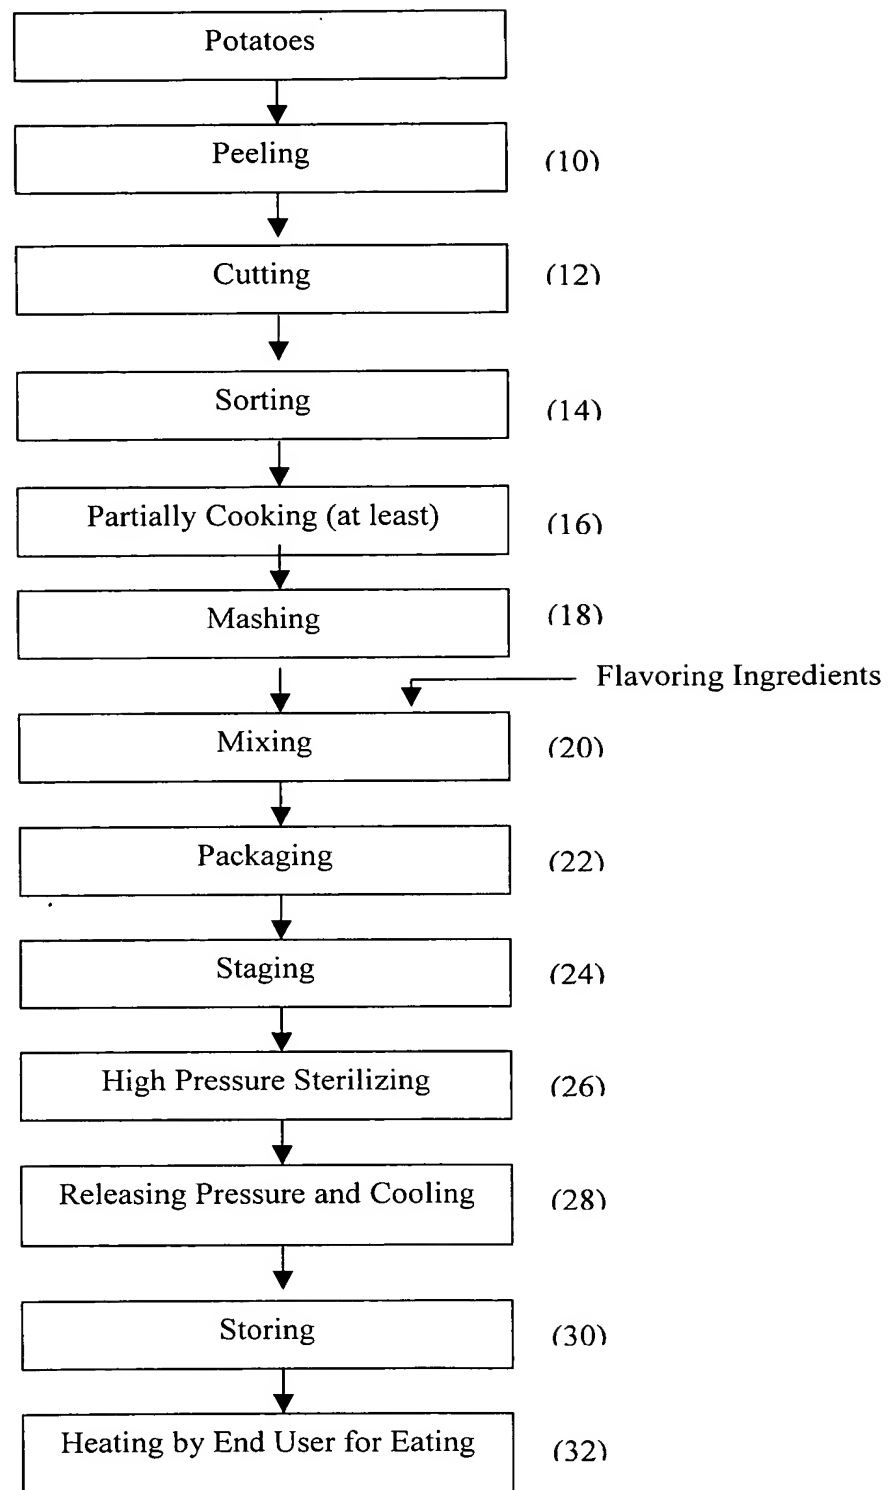 Potatoes
Peeling (10)
Cutting (12)
Sorting (14)
Partially Cooking (at least) (16)
Mashing (18)
Flavoring Ingredients
Mixing (20)
Packaging (22)
Staging (24)
High Pressure Sterilizing (26)
Releasing Pressure and Cooling (28)
Storing (30)
Heating by End User for Eating (32)